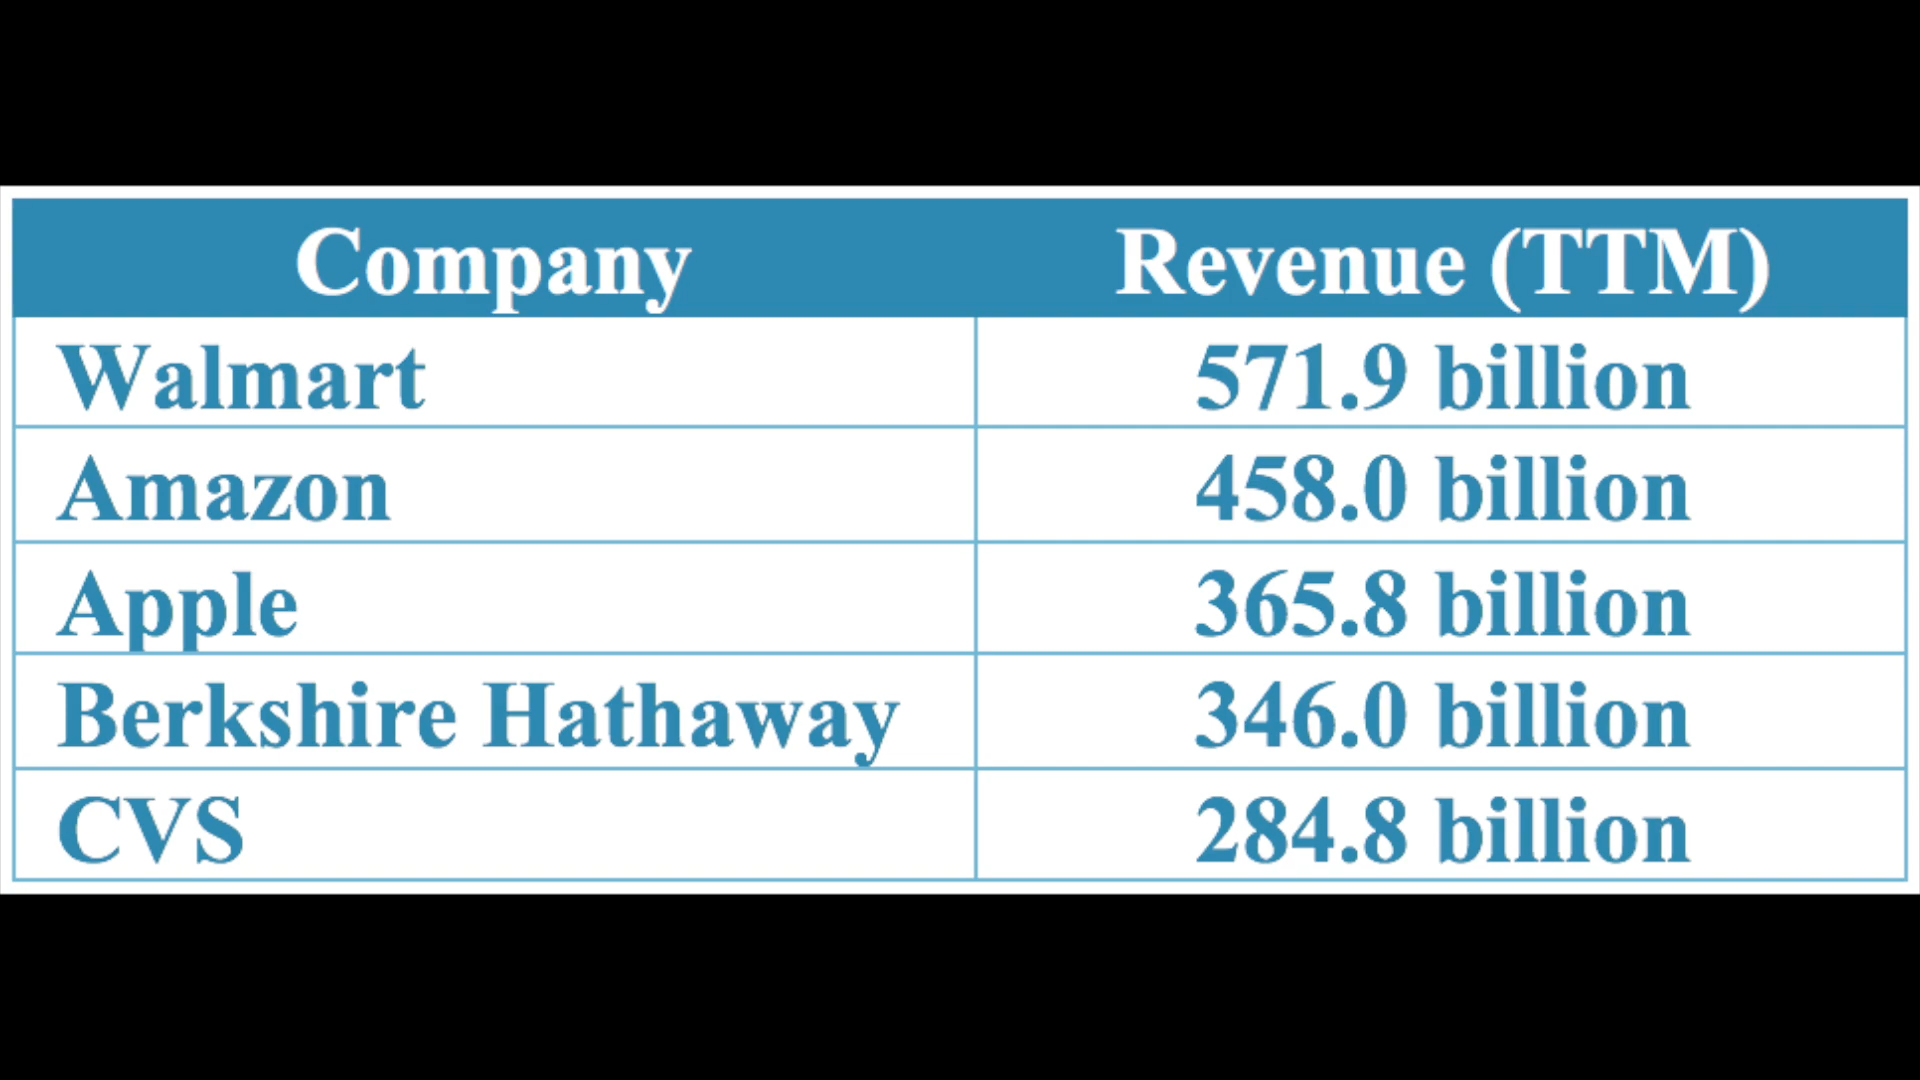 Company Revenue (TTM)
Walmart 571.9 billion
Amazon 458.0 billion
Apple 365.8 billion
Berkshire Hathaway 346.0 billion
CVS 284.8 billion